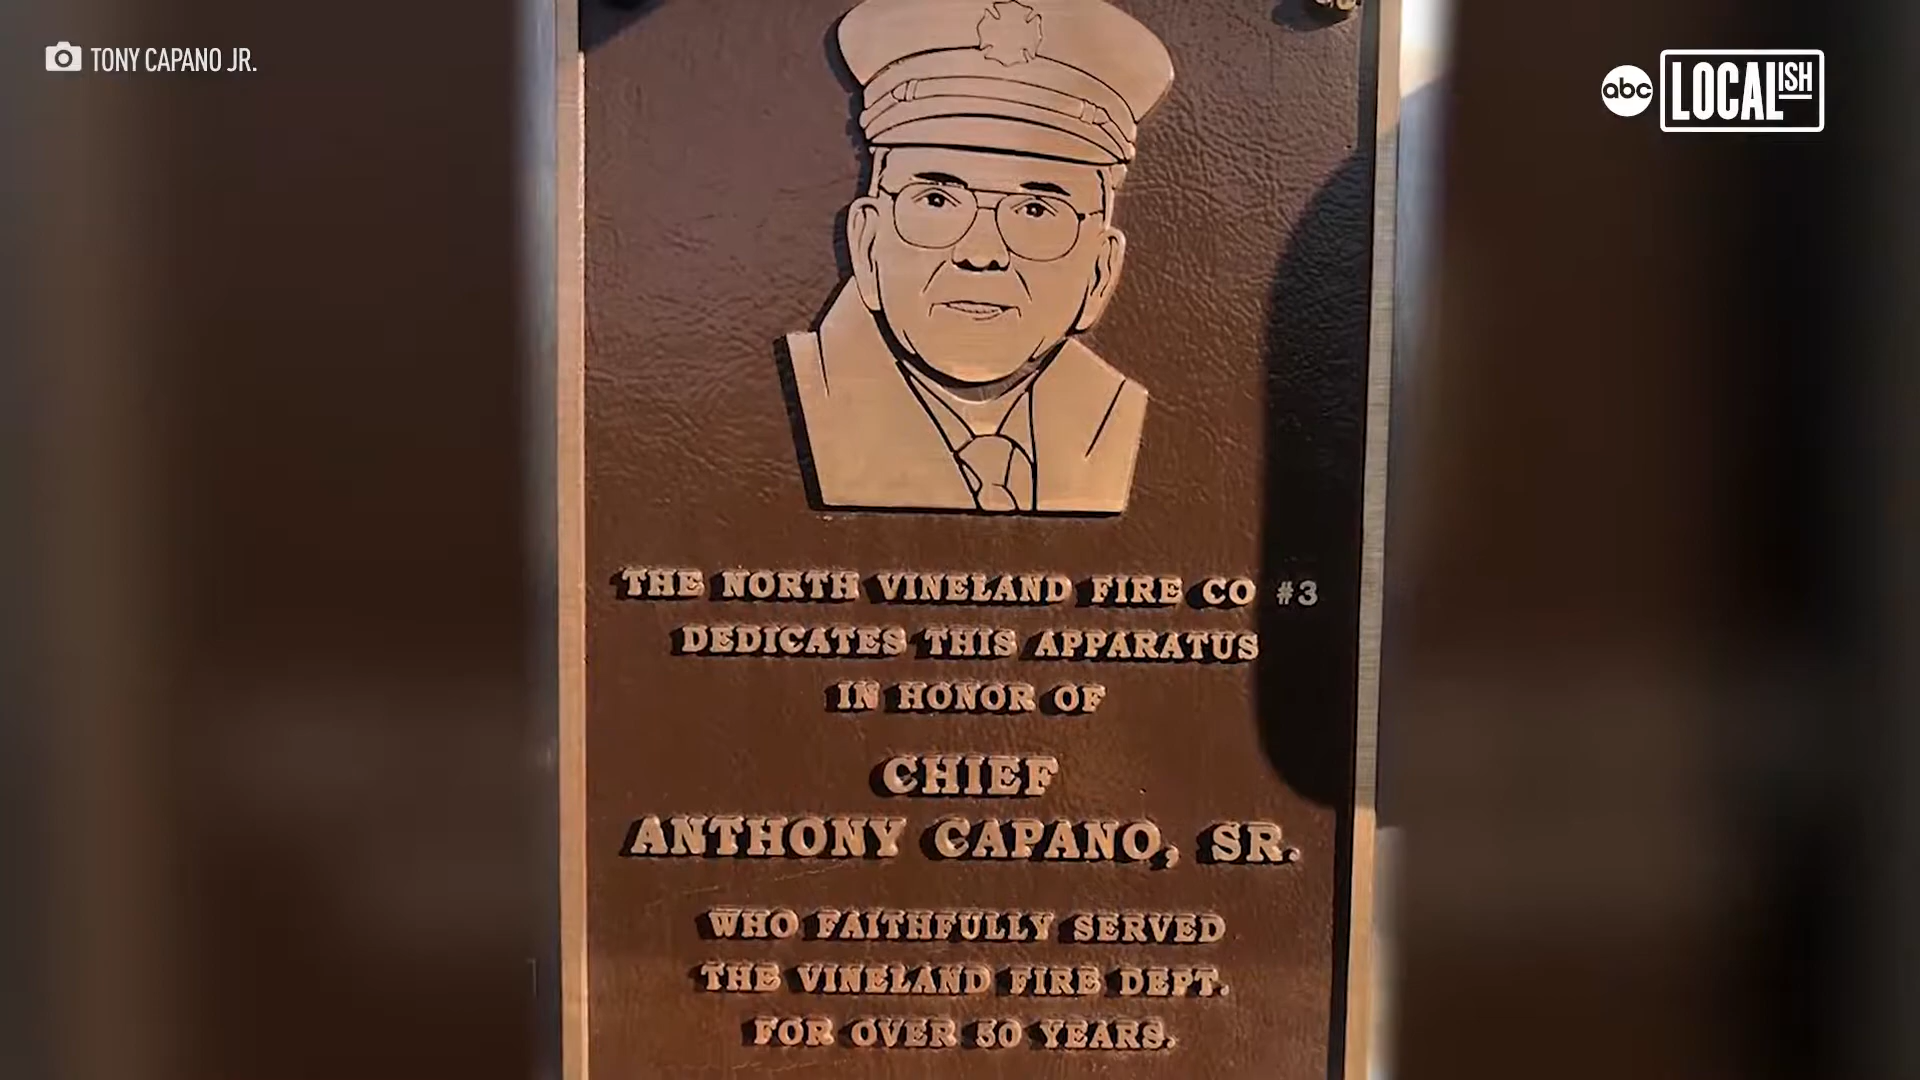 TONY CAPANO JR.
abc LOCALISH
THE NORTH VINELAND FIRE CO #3
DEDICATES THIS APPARATUS
IN HONOR OF
CHIEF
ANTHONY CAPANO, SR.
WHO FAITHFULLY SERVED
THE VINELAND FIRE DEPT.
FOR OVER 50 YEARS.